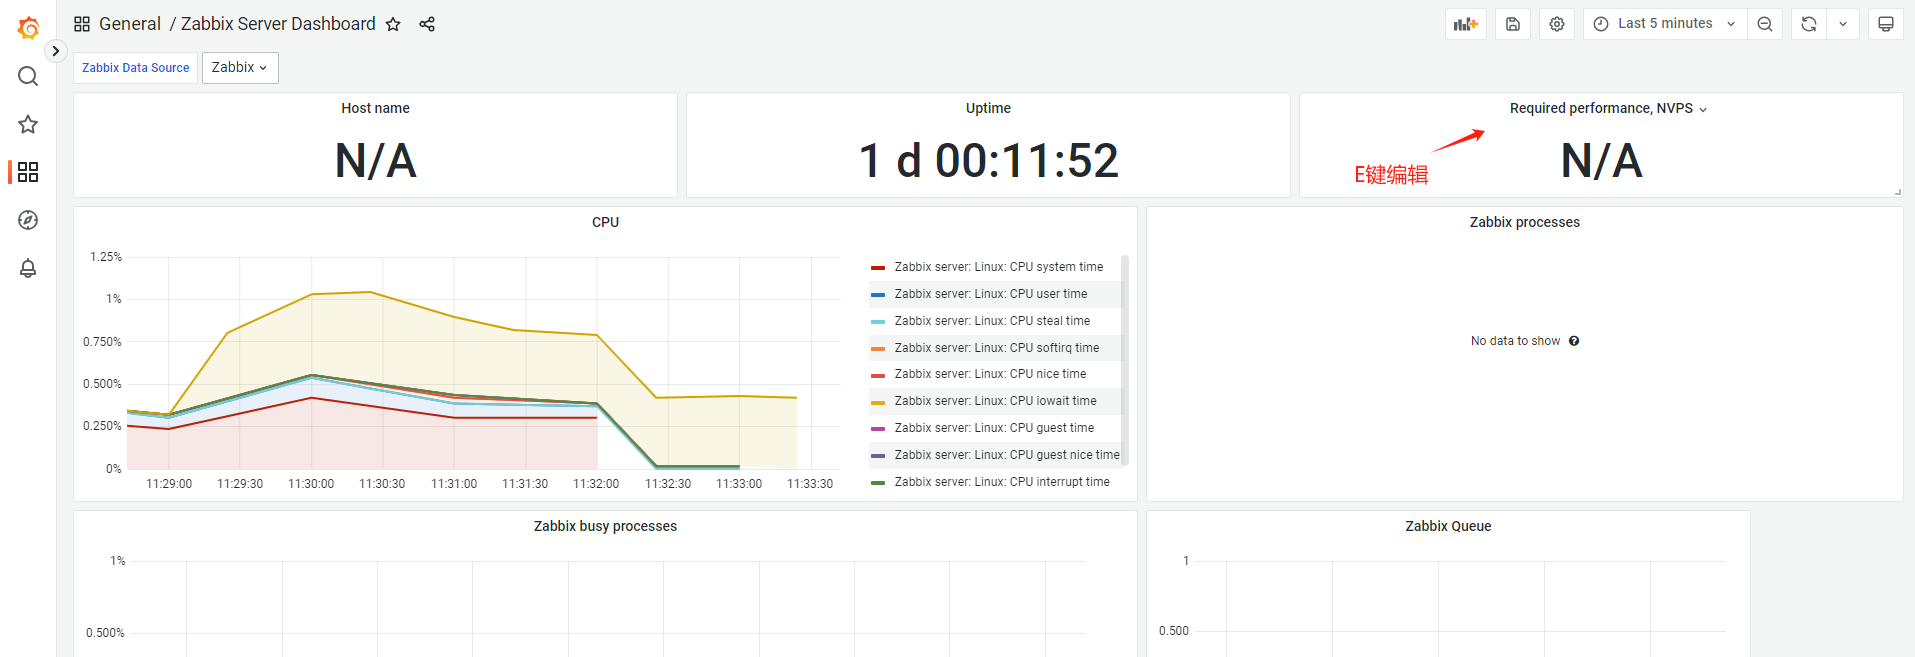 General / Zabbix Server Dashboard
Last 5 minutes
Zabbix Data Source
Zabbix
Host name
N/A
Uptime
1 d 00:11:52
Required performance, NVPS
N/A
E键编辑
CPU
1.25%
1%
0.750%
0.500%
0.250%
0%
11:29:00 11:29:30 11:30:00 11:30:30 11:31:00 11:31:30 11:32:00 11:32:30 11:33:00 11:33:30
Zabbix server: Linux: CPU system time
Zabbix server: Linux: CPU user time
Zabbix server: Linux: CPU steal time
Zabbix server: Linux: CPU softirq time
Zabbix server: Linux: CPU nice time
Zabbix server: Linux: CPU iowait time
Zabbix server: Linux: CPU guest time
Zabbix server: Linux: CPU guest nice time
Zabbix server: Linux: CPU interrupt time
Zabbix processes
No data to show
Zabbix busy processes
1%
0.500%
Zabbix Queue
1
0.500